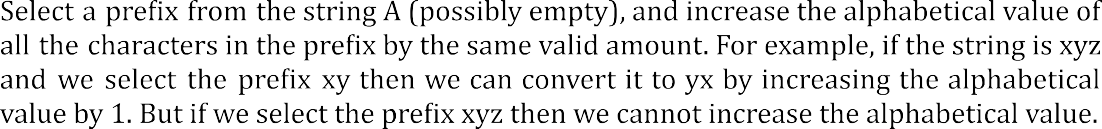 Select a prefix from the string A (possibly empty), and increase the alphabetical value of
all the characters in the prefix by the same valid amount. For example, if the string is xyz
and we select the prefix xy then we can convert it to yx by increasing the alphabetical
value by 1. But if we select the prefix xyz then we cannot increase the alphabetical value.